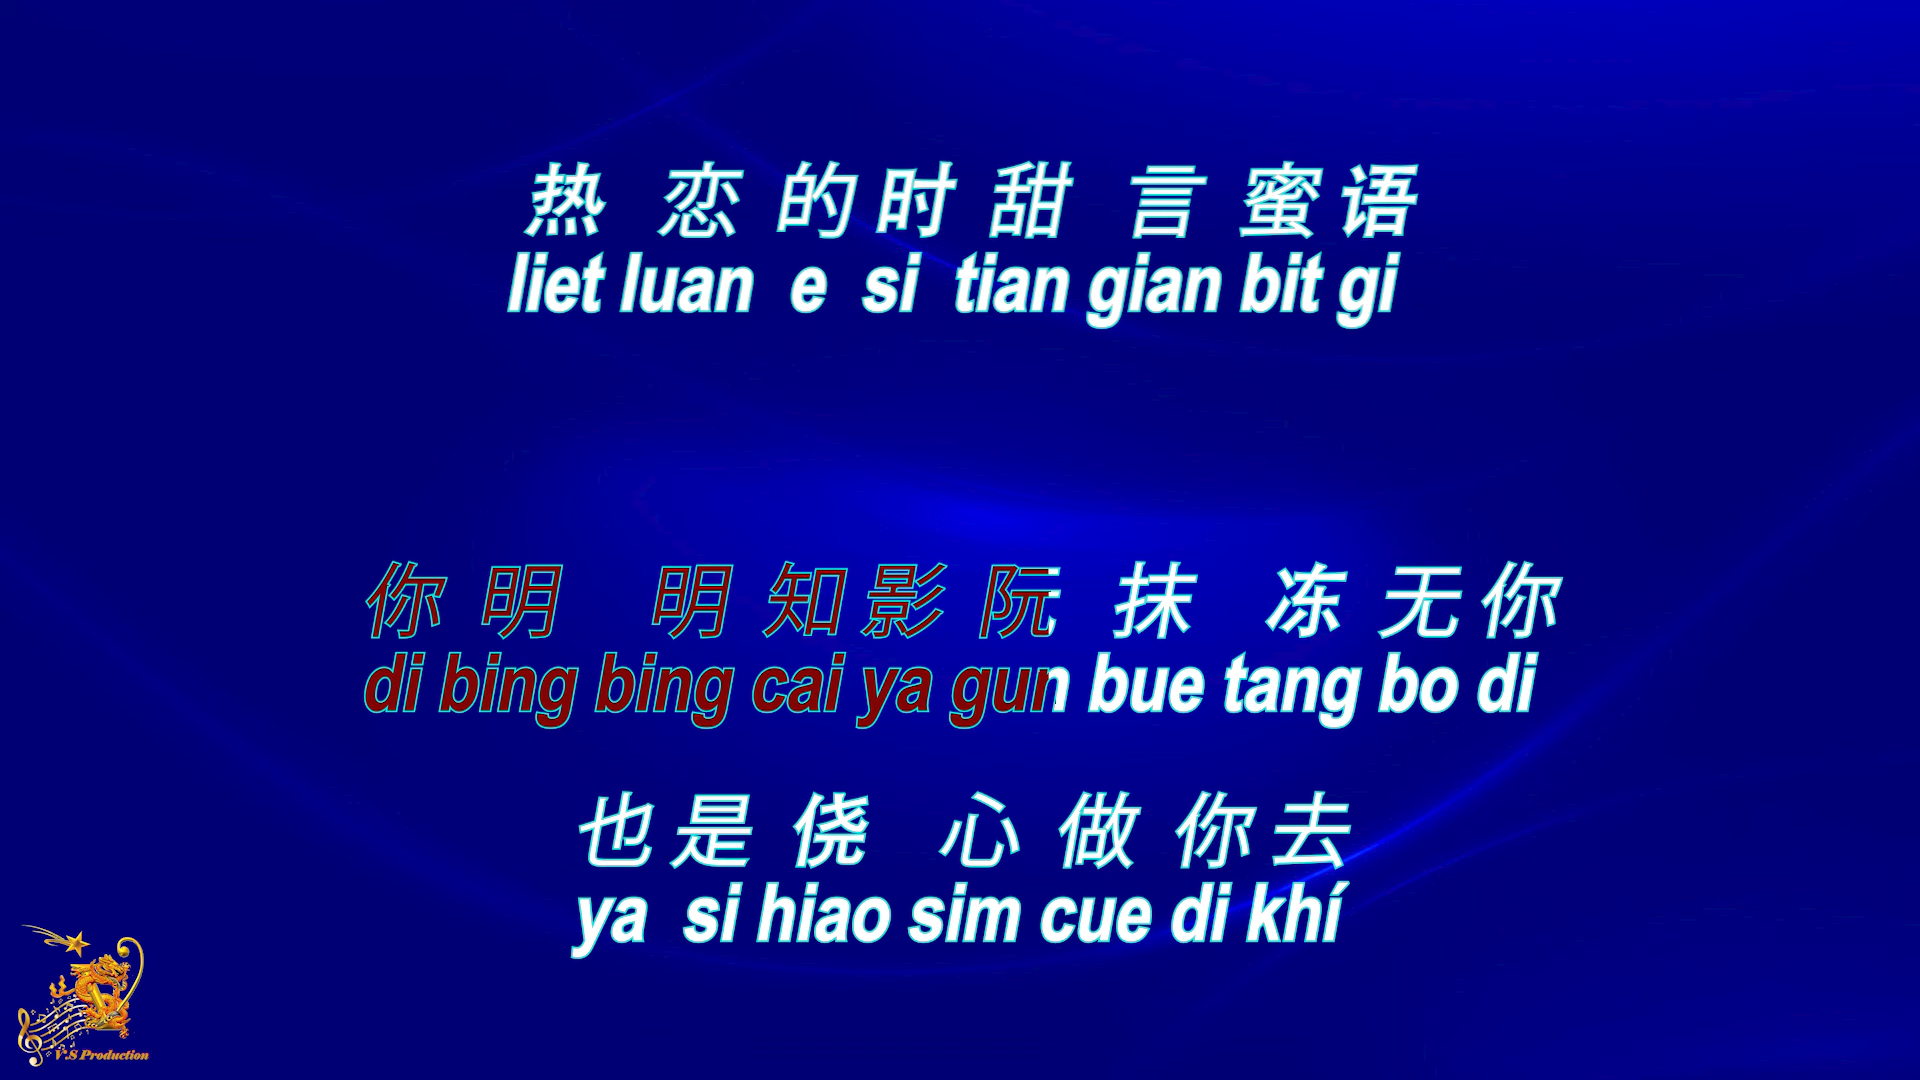 热 恋 的 时 甜 言 蜜 语
liet luan e si tian gian bit gi
你 明 明 知 影 阮 抹 冻 无 你
di bing bing cai ya gun bue tang bo di
也 是 侥 心 做 你 去
ya si hiao sim cue di khí
V.S Production